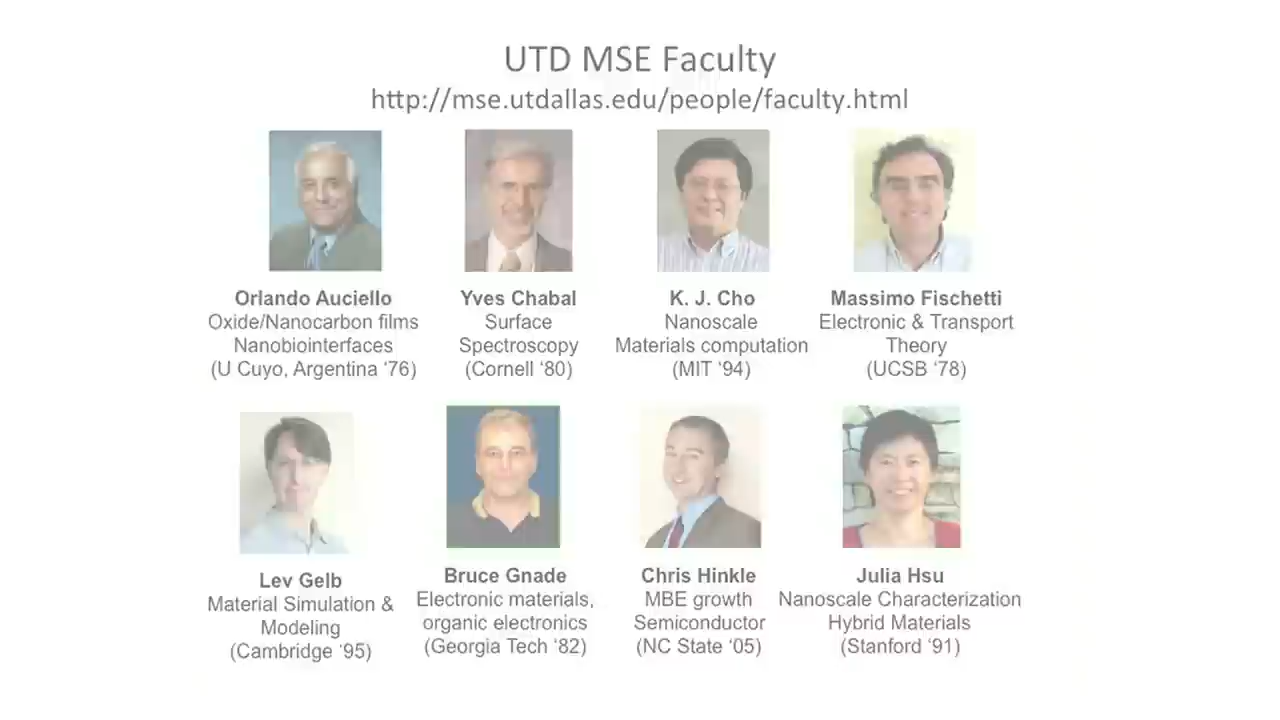 UTD MSE Faculty
http://mse.utdallas.edu/people/faculty.html
Orlando Auciello
Oxide/Nanocarbon films
Nanobiointerfaces
(U Cuyo, Argentina ‘76)
Yves Chabal
Surface
Spectroscopy
(Cornell ‘80)
K. J. Cho
Nanoscale
Materials computation
(MIT ‘94)
Massimo Fischetti
Electronic & Transport
Theory
(UCSB ‘78)
Lev Gelb
Material Simulation &
Modeling
(Cambridge ‘95)
Bruce Gnade
Electronic materials,
organic electronics
(Georgia Tech ‘82)
Chris Hinkle
MBE growth
Semiconductor
(NC State ‘05)
Julia Hsu
Nanoscale Characterization
Hybrid Materials
(Stanford ‘91)